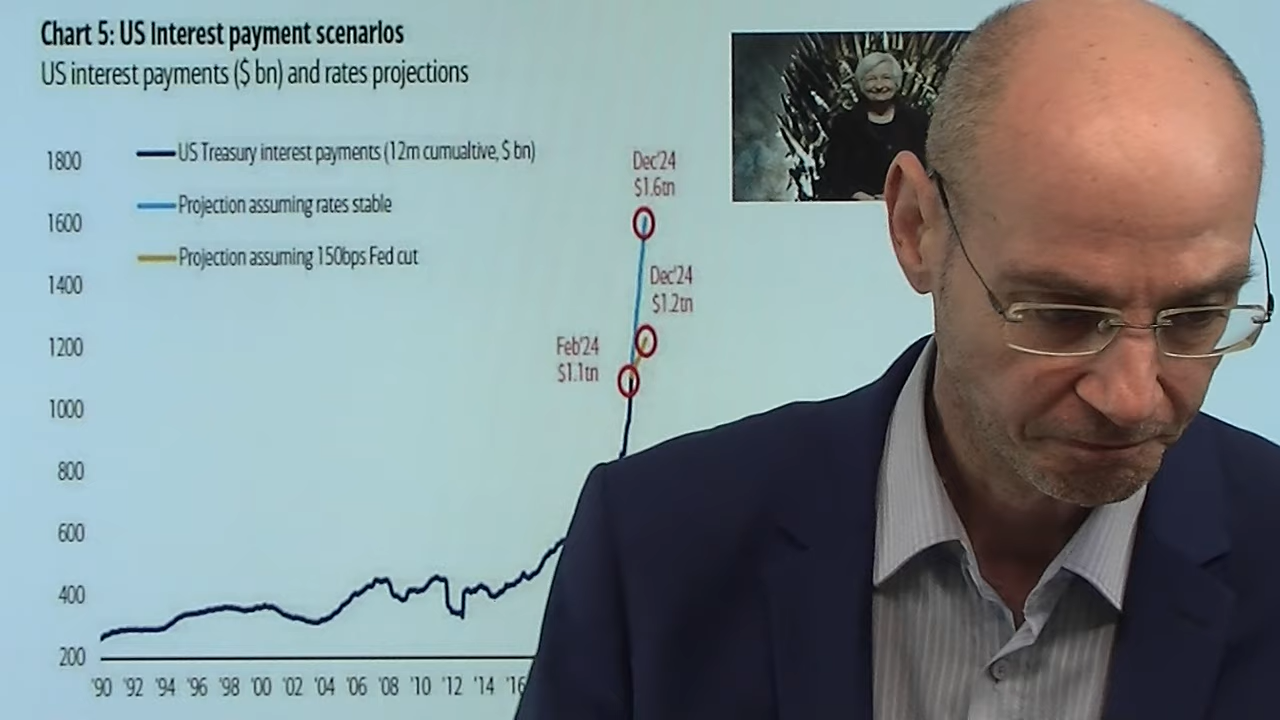 Chart 5: US Interest payment scenarlos
US interest payments ($ bn) and rates projections
1800
1600
1400
1200
1000
800
600
400
200
US Treasury interest payments (12m cumualtive, $ bn)
Projection assuming rates stable
Projection assuming 150bps Fed cut
Dec'24
$1.6tn
Dec'24
$1.2tn
Feb'24
$1.1tn
'90 '92 '94 '96 '98 '00 '02 '04 '06 '08 '10 '12 '14 '16